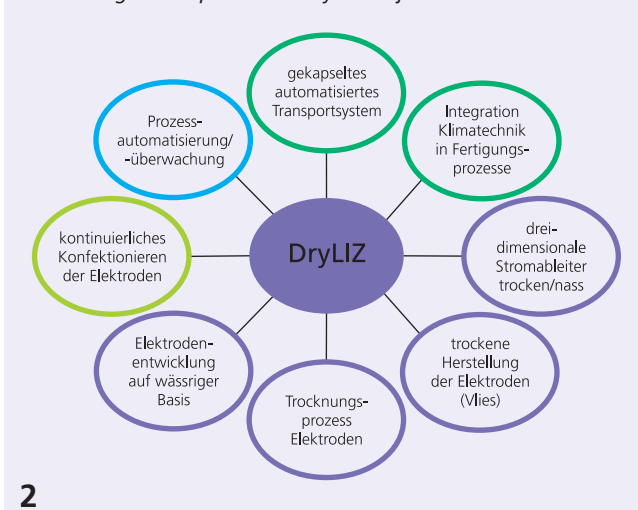 gekapseltes
automatisiertes
Transportsystem
Prozess-
automatisierung/
-überwachung
Integration
Klimatechnik
in Fertigungs-
prozesse
kontinuierliches
Konfektionieren
der Elektroden
DryLIZ
drei-
dimensionale
Stromableiter
trocken/nass
Elektroden-
entwicklung
auf wässriger
Basis
Trocknungs-
prozess
Elektroden
trockene
Herstellung
der Elektroden
(Vlies)
2